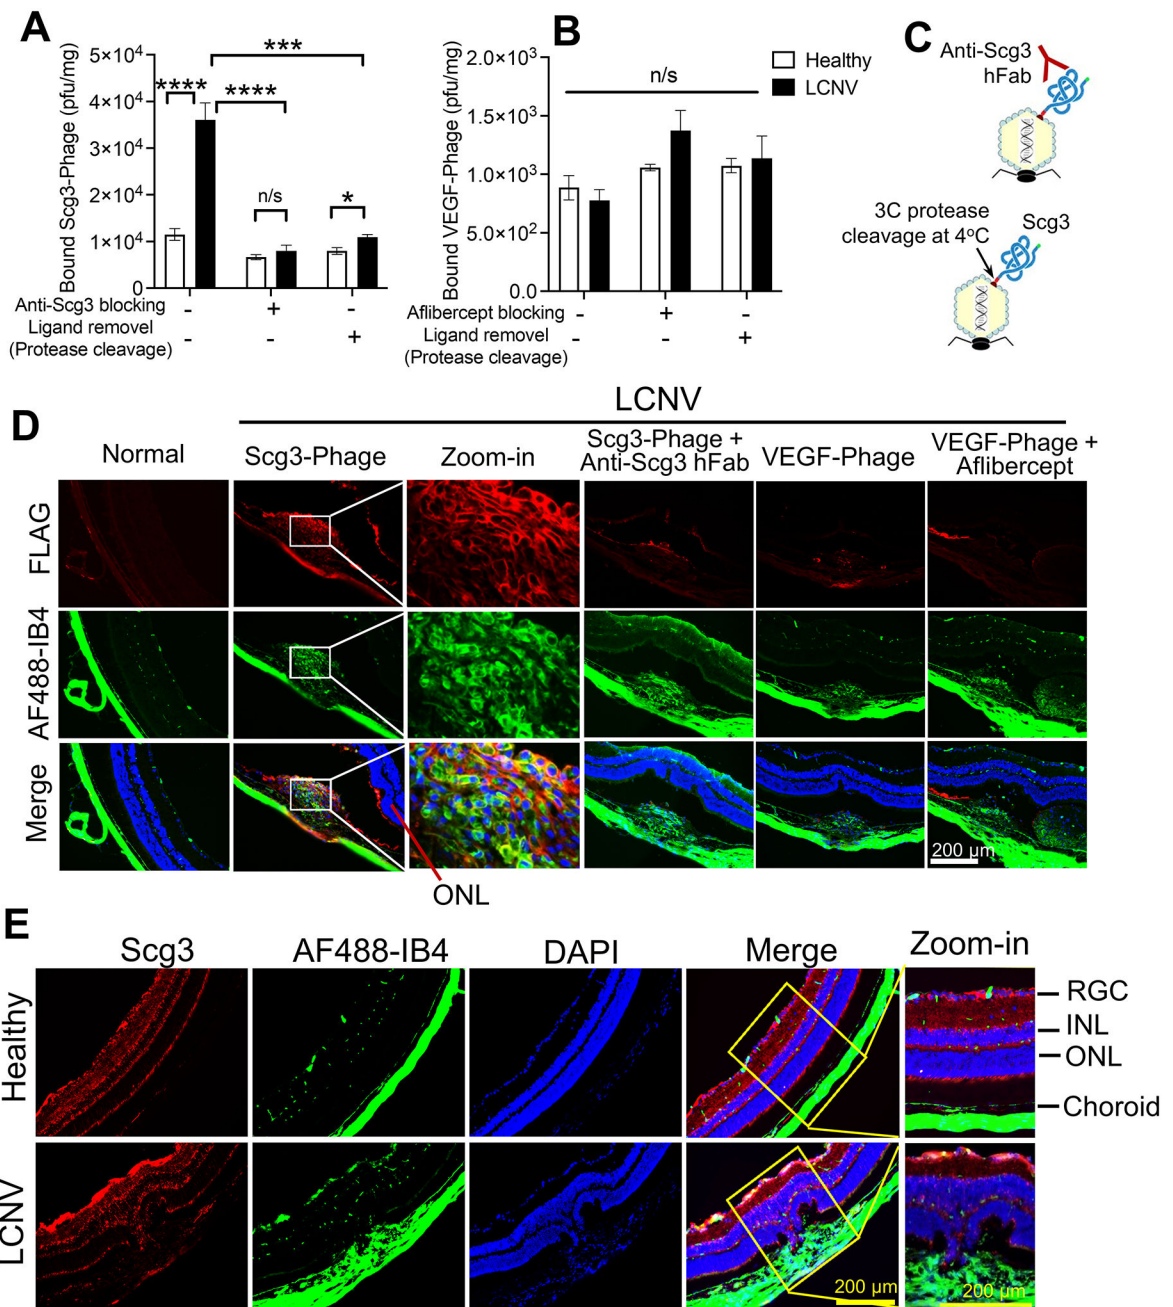 A
Bound Scg3-Phage (pfu/mg)
5×10⁴
4×10⁴
3×10⁴
2×10⁴
1×10⁴
0
****
****
***
n/s
*
Anti-Scg3 blocking - + -
Ligand removel - - +
(Protease cleavage)
B
Bound VEGF-Phage (pfu/mg)
2.0×10³
1.5×10³
1.0×10³
5.0×10²
0.0
n/s
Healthy
LCNV
Aflibercept blocking - + -
Ligand removel - - +
(Protease cleavage)
C
Anti-Scg3
hFab
3C protease
cleavage at 4°C
Scg3
D
LCNV
Normal
Scg3-Phage
Zoom-in
Scg3-Phage +
Anti-Scg3 hFab
VEGF-Phage
VEGF-Phage +
Aflibercept
FLAG
AF488-IB4
Merge
200 µm
ONL
E
Scg3
AF488-IB4
DAPI
Merge
Zoom-in
Healthy
RGC
INL
ONL
Choroid
LCNV
200 µm
200 µm